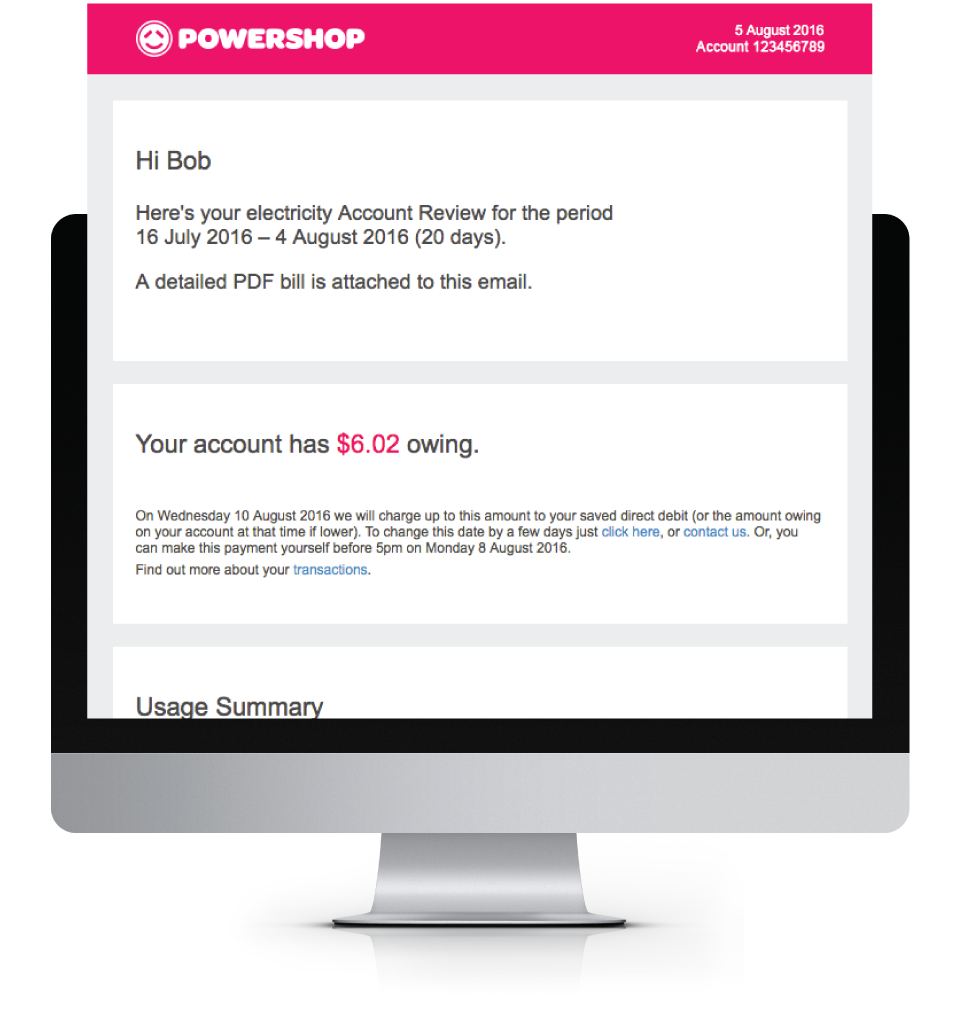 POWERSHOP
5 August 2016
Account 123456789
Hi Bob
Here's your electricity Account Review for the period
16 July 2016 – 4 August 2016 (20 days).
A detailed PDF bill is attached to this email.
Your account has $6.02 owing.
On Wednesday 10 August 2016 we will charge up to this amount to your saved direct debit (or the amount owing
on your account at that time if lower). To change this date by a few days just click here, or contact us. Or, you
can make this payment yourself before 5pm on Monday 8 August 2016.
Find out more about your transactions.
Usage Summary